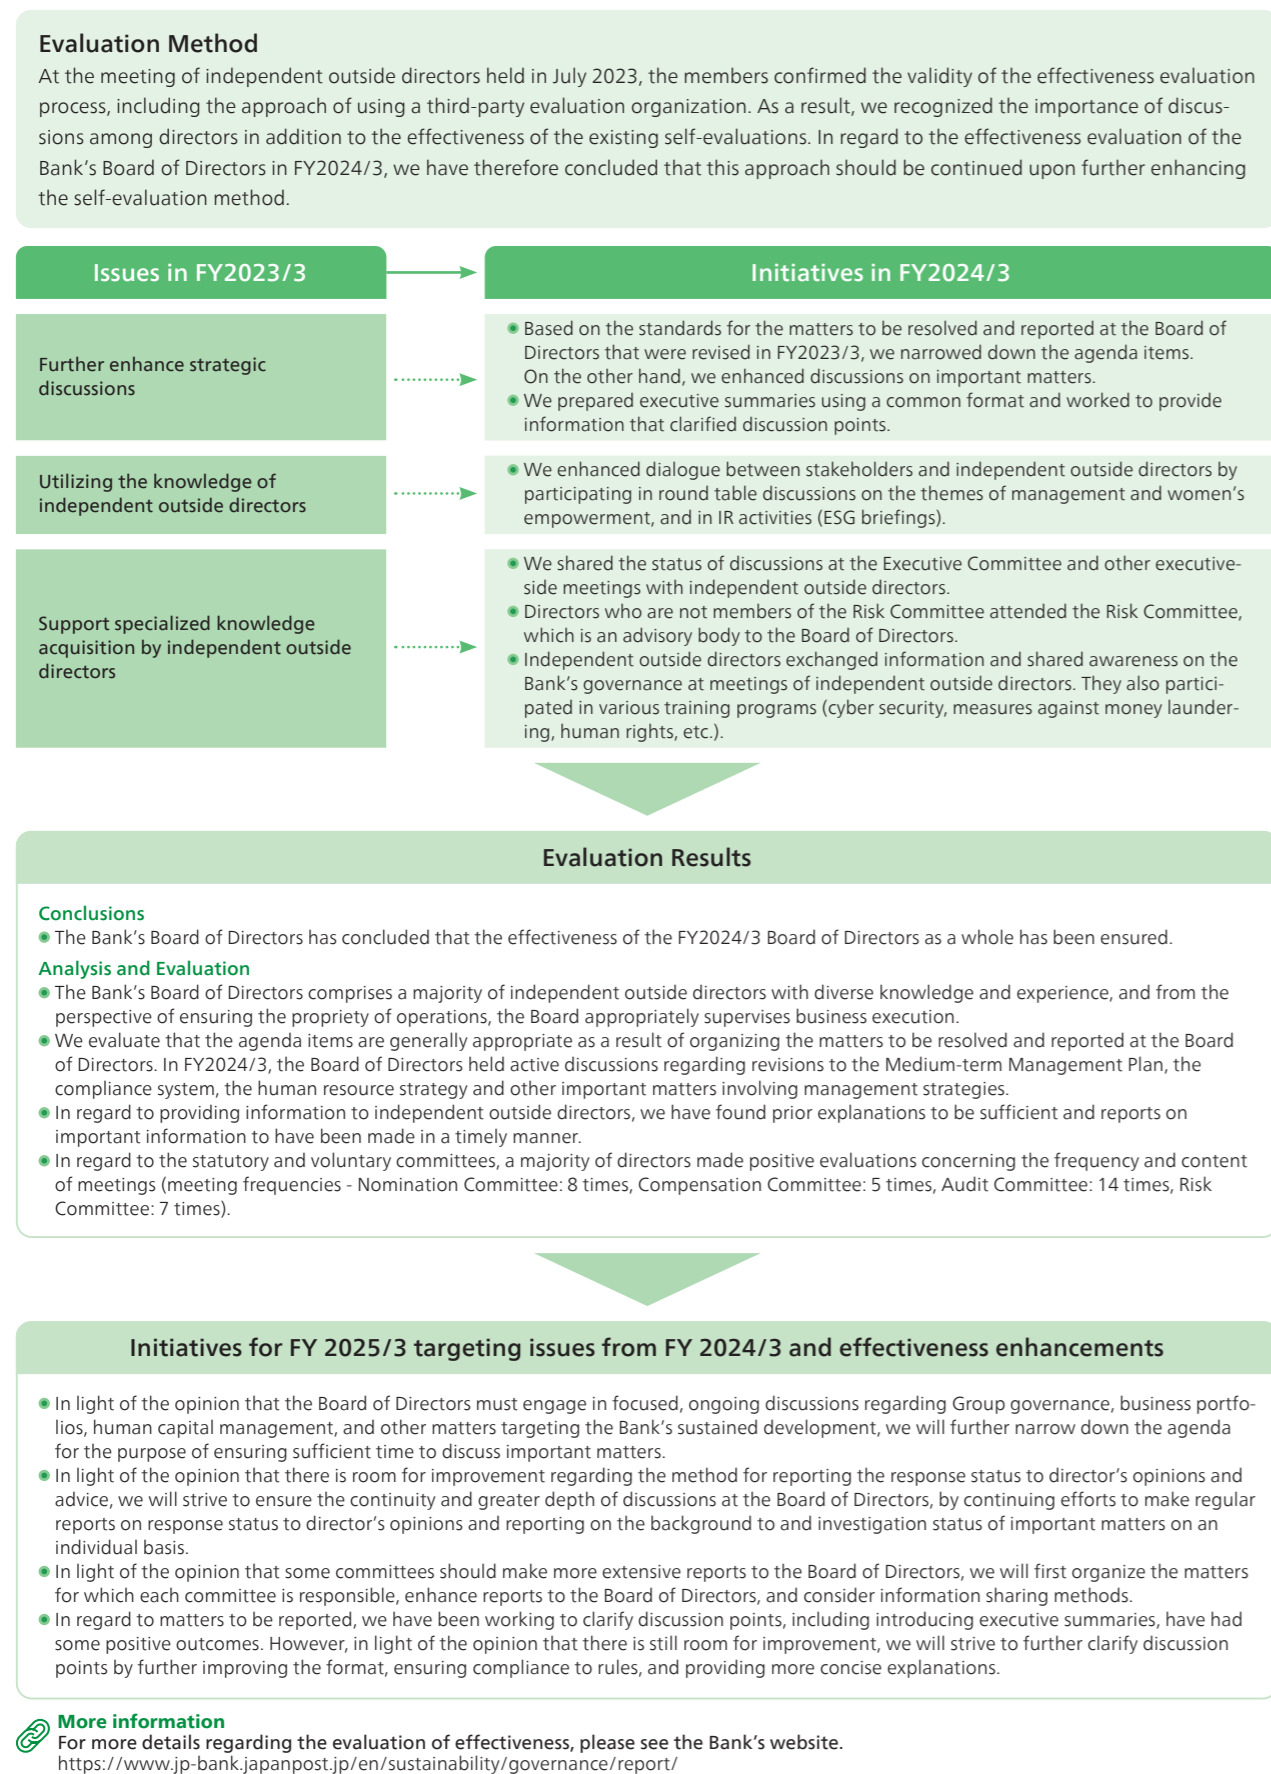 Evaluation Method
At the meeting of independent outside directors held in July 2023, the members confirmed the validity of the effectiveness evaluation
process, including the approach of using a third-party evaluation organization. As a result, we recognized the importance of discus-
sions among directors in addition to the effectiveness of the existing self-evaluations. In regard to the effectiveness evaluation of the
Bank's Board of Directors in FY2024/3, we have therefore concluded that this approach should be continued upon further enhancing
the self-evaluation method.
Issues in FY2023/3
Initiatives in FY2024/3
Further enhance strategic
discussions
Based on the standards for the matters to be resolved and reported at the Board of
Directors that were revised in FY2023/3, we narrowed down the agenda items.
On the other hand, we enhanced discussions on important matters.
We prepared executive summaries using a common format and worked to provide
information that clarified discussion points.
Utilizing the knowledge of
independent outside directors
We enhanced dialogue between stakeholders and independent outside directors by
participating in round table discussions on the themes of management and women's
empowerment, and in IR activities (ESG briefings).
Support specialized knowledge
acquisition by independent outside
directors
We shared the status of discussions at the Executive Committee and other executive-
side meetings with independent outside directors.
Directors who are not members of the Risk Committee attended the Risk Committee,
which is an advisory body to the Board of Directors.
Independent outside directors exchanged information and shared awareness on the
Bank's governance at meetings of independent outside directors. They also partici-
pated in various training programs (cyber security, measures against money launder-
ing, human rights, etc.).
Evaluation Results
Conclusions
The Bank's Board of Directors has concluded that the effectiveness of the FY2024/3 Board of Directors as a whole has been ensured.
Analysis and Evaluation
The Bank's Board of Directors comprises a majority of independent outside directors with diverse knowledge and experience, and from the
perspective of ensuring the propriety of operations, the Board appropriately supervises business execution.
We evaluate that the agenda items are generally appropriate as a result of organizing the matters to be resolved and reported at the Board
of Directors. In FY2024/3, the Board of Directors held active discussions regarding revisions to the Medium-term Management Plan, the
compliance system, the human resource strategy and other important matters involving management strategies.
In regard to providing information to independent outside directors, we have found prior explanations to be sufficient and reports on
important information to have been made in a timely manner.
In regard to the statutory and voluntary committees, a majority of directors made positive evaluations concerning the frequency and content
of meetings (meeting frequencies - Nomination Committee: 8 times, Compensation Committee: 5 times, Audit Committee: 14 times, Risk
Committee: 7 times).
Initiatives for FY 2025/3 targeting issues from FY 2024/3 and effectiveness enhancements
In light of the opinion that the Board of Directors must engage in focused, ongoing discussions regarding Group governance, business portfo-
lios, human capital management, and other matters targeting the Bank's sustained development, we will further narrow down the agenda
for the purpose of ensuring sufficient time to discuss important matters.
In light of the opinion that there is room for improvement regarding the method for reporting the response status to director's opinions and
advice, we will strive to ensure the continuity and greater depth of discussions at the Board of Directors, by continuing efforts to make regular
reports on response status to director's opinions and reporting on the background to and investigation status of important matters on an
individual basis.
In light of the opinion that some committees should make more extensive reports to the Board of Directors, we will first organize the matters
for which each committee is responsible, enhance reports to the Board of Directors, and consider information sharing methods.
In regard to matters to be reported, we have been working to clarify discussion points, including introducing executive summaries, have had
some positive outcomes. However, in light of the opinion that there is still room for improvement, we will strive to further clarify discussion
points by further improving the format, ensuring compliance to rules, and providing more concise explanations.
More information
For more details regarding the evaluation of effectiveness, please see the Bank's website.
https://www.jp-bank.japanpost.jp/en/sustainability/governance/report/